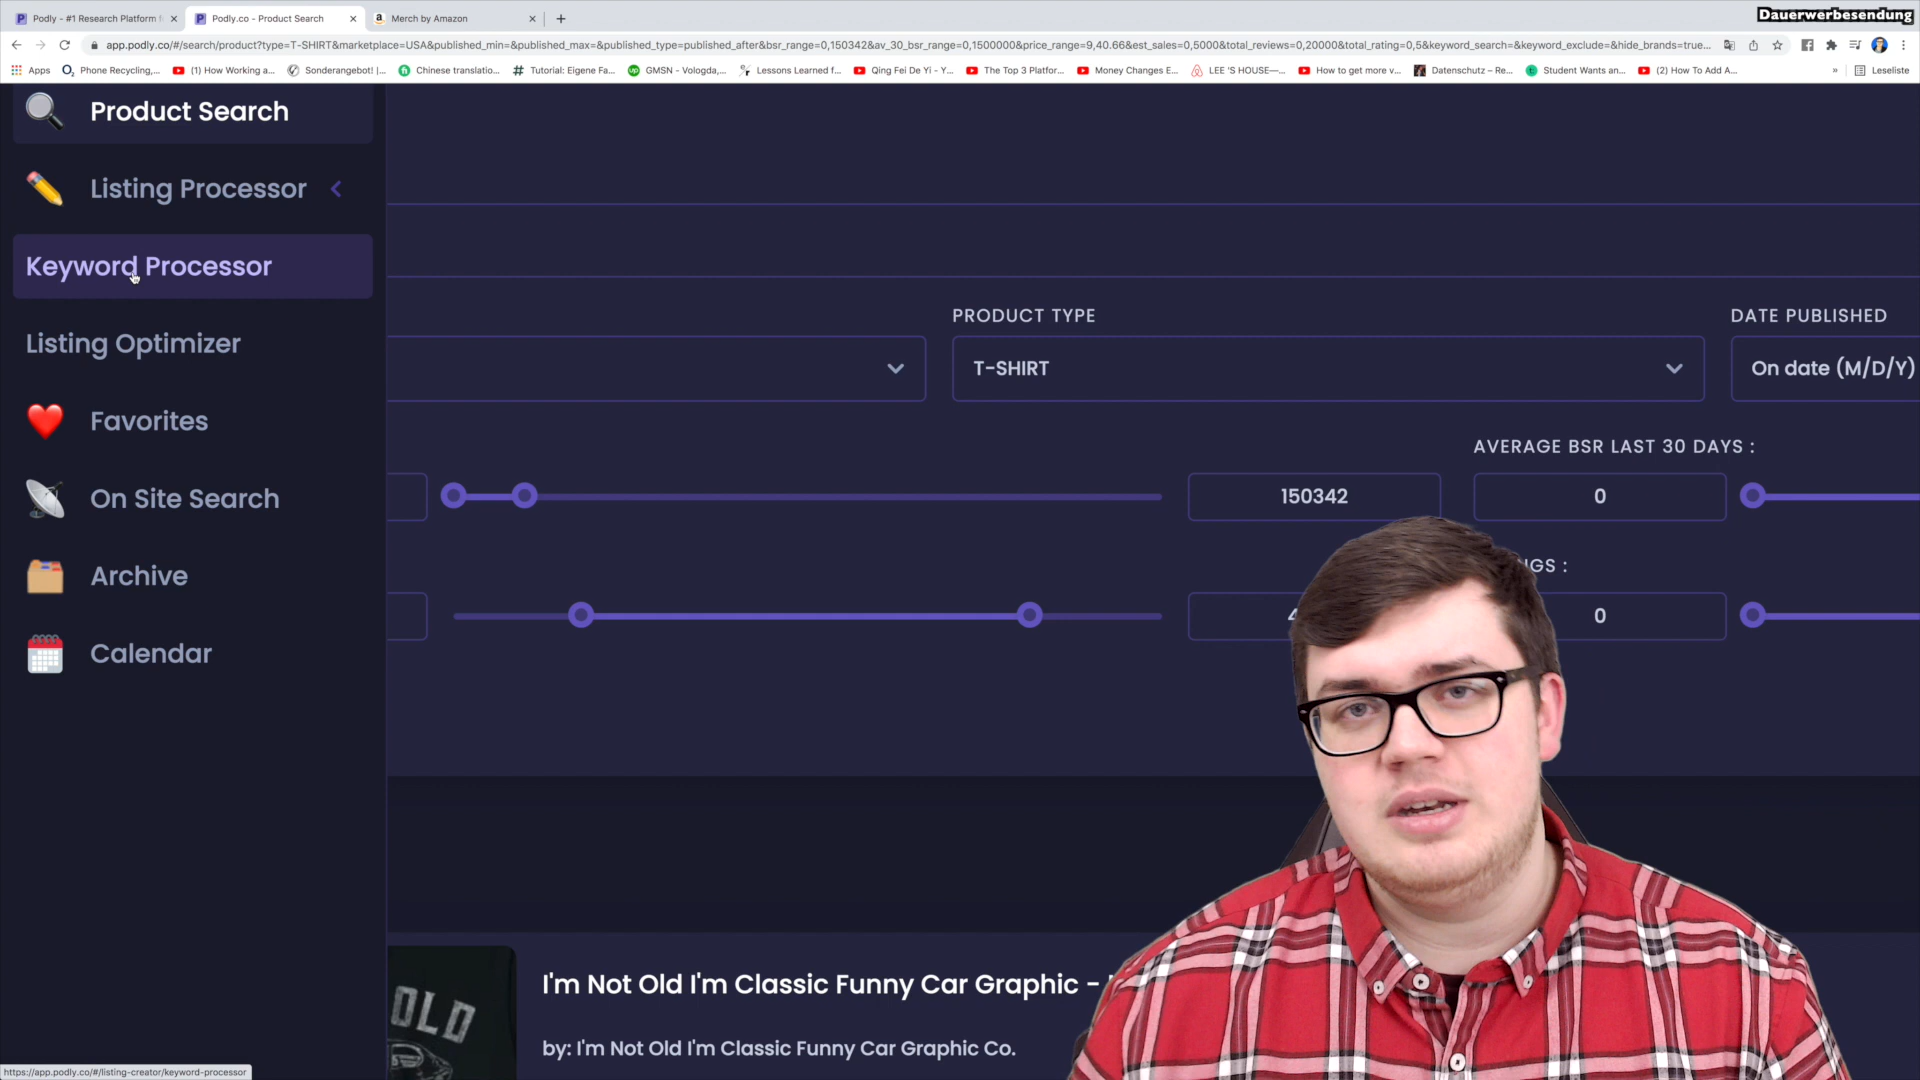 Podly - #1 Research Platform f
Podly.co - Product Search
Merch by Amazon
Dauerwerbesendung
app.podly.co/#/search/product?type=T-SHIRT&marketplace=USA&published_min=&published_max=&published_type=published_after&bsr_range=0,150342&av_30_bsr_range=0,1500000&price_range=9,40.66&est_sales=0,5000&total_reviews=0,20000&total_rating=0,5&keyword_search=&keyword_exclude=&hide_brands=true...
Apps
Phone Recycling,...
(1) How Working a...
Sonderangebot! |...
Chinese translatio...
Tutorial: Eigene Fa...
GMSN - Vologda,...
Lessons Learned f...
Qing Fei De Yi - Y...
The Top 3 Platfor...
Money Changes E...
LEE 'S HOUSE—...
How to get more v...
Datenschutz – Re...
Student Wants an...
(2) How To Add A...
»
Leseliste
Product Search
Listing Processor
Keyword Processor
Listing Optimizer
Favorites
On Site Search
Archive
Calendar
PRODUCT TYPE
DATE PUBLISHED
T-SHIRT
On date (M/D/Y)
AVERAGE BSR LAST 30 DAYS :
150342
0
NGS :
4
0
OLD
I'm Not Old I'm Classic Funny Car Graphic -
by: I'm Not Old I'm Classic Funny Car Graphic Co.
https://app.podly.co/#/listing-creator/keyword-processor